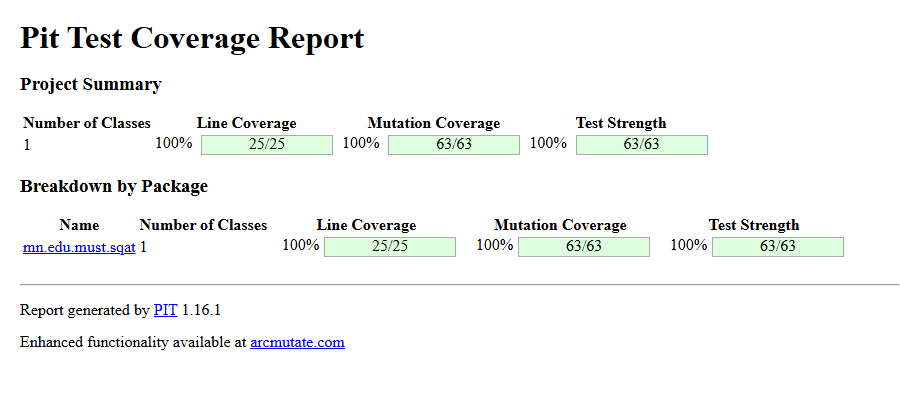 Pit Test Coverage Report
Project Summary
Number of Classes Line Coverage Mutation Coverage Test Strength
1 100% 25/25 100% 63/63 100% 63/63
Breakdown by Package
Name Number of Classes Line Coverage Mutation Coverage Test Strength
mn.edu.must.sqat 1 100% 25/25 100% 63/63 100% 63/63
Report generated by PIT 1.16.1
Enhanced functionality available at arcmutate.com